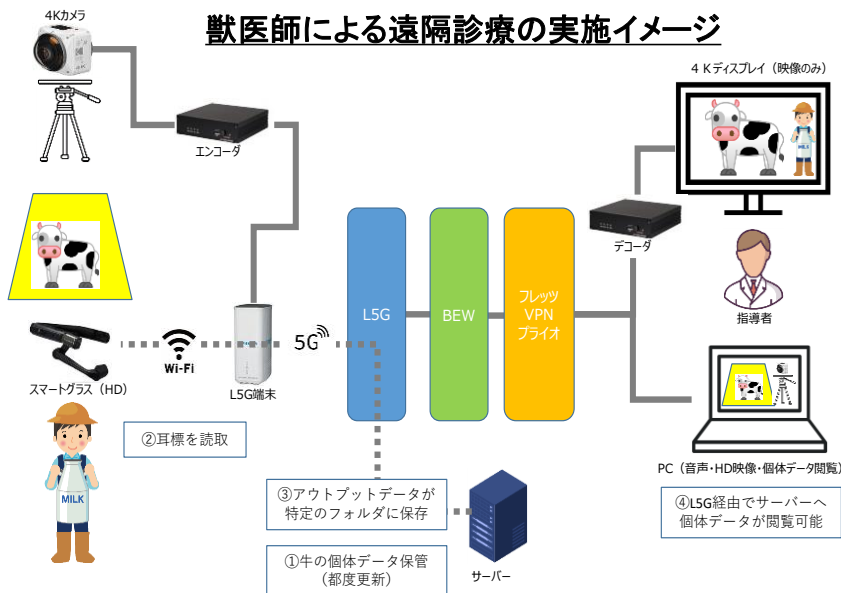 獣医師による遠隔診療の実施イメージ
4Kカメラ
エンコーダ
４Ｋディスプレイ（映像のみ）
デコーダ
指導者
L5G
BEW
フレッツ
VPN
プライオ
5G
Wi-Fi
スマートグラス（HD）
L5G端末
②耳標を読取
MILK
MILK
PC（音声・HD映像・個体データ閲覧）
③アウトプットデータが
特定のフォルダに保存
④L5G経由でサーバーへ
個体データが閲覧可能
①牛の個体データ保管
（都度更新）
サーバー